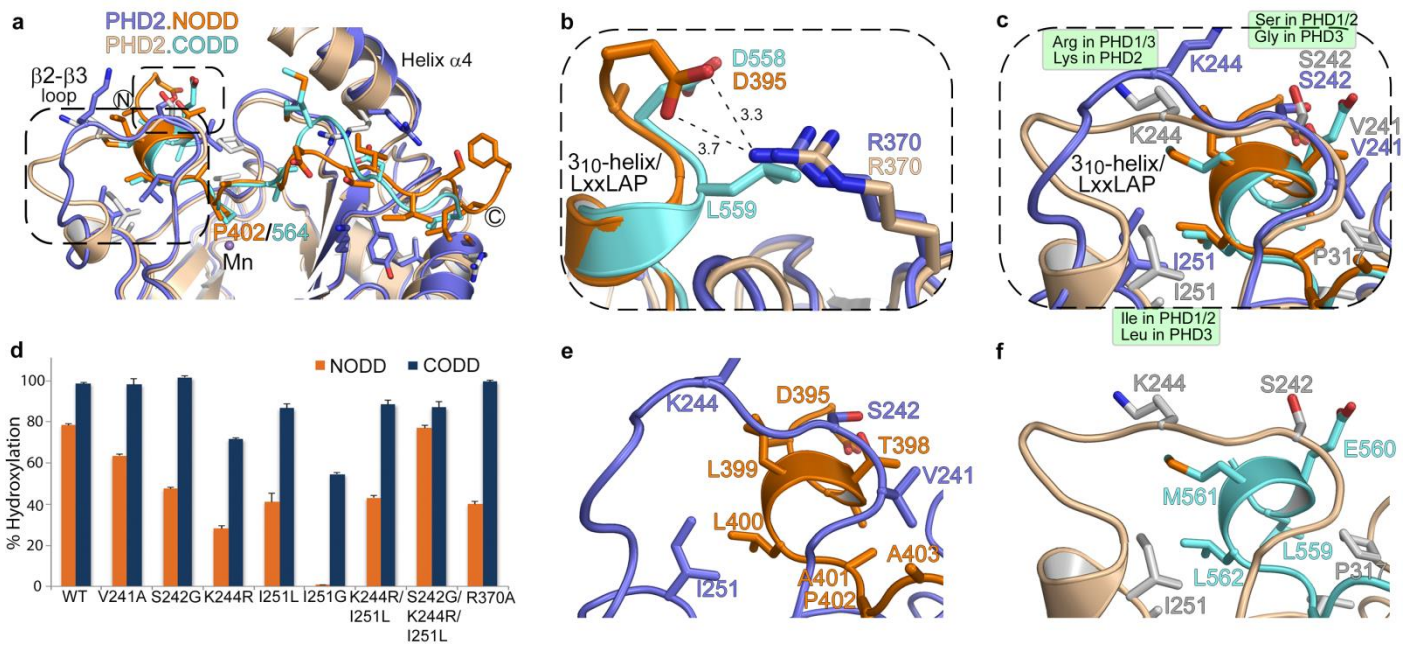 a
PHD2.NODD
PHD2.CODD
β2-β3
loop
N
Helix α4
P402/564
Mn
C
b
D558
D395
3.3
3.7
R370
R370
3₁₀-helix/
LxxLAP
L559
c
Arg in PHD1/3
Lys in PHD2
Ser in PHD1/2
Gly in PHD3
K244
S242
S242
K244
V241
V241
3₁₀-helix/
LxxLAP
P317
I251
I251
Ile in PHD1/2
Leu in PHD3
d
NODD CODD
% Hydroxylation
100
80
60
40
20
0
WT V241A S242G K244R I251L I251G K244R/I251L S242G/K244R/I251L R370A
e
K244
D395
S242
T398
L399
V241
L400
A403
A401
P402
I251
f
K244
S242
E560
M561
L559
L562
P317
I251